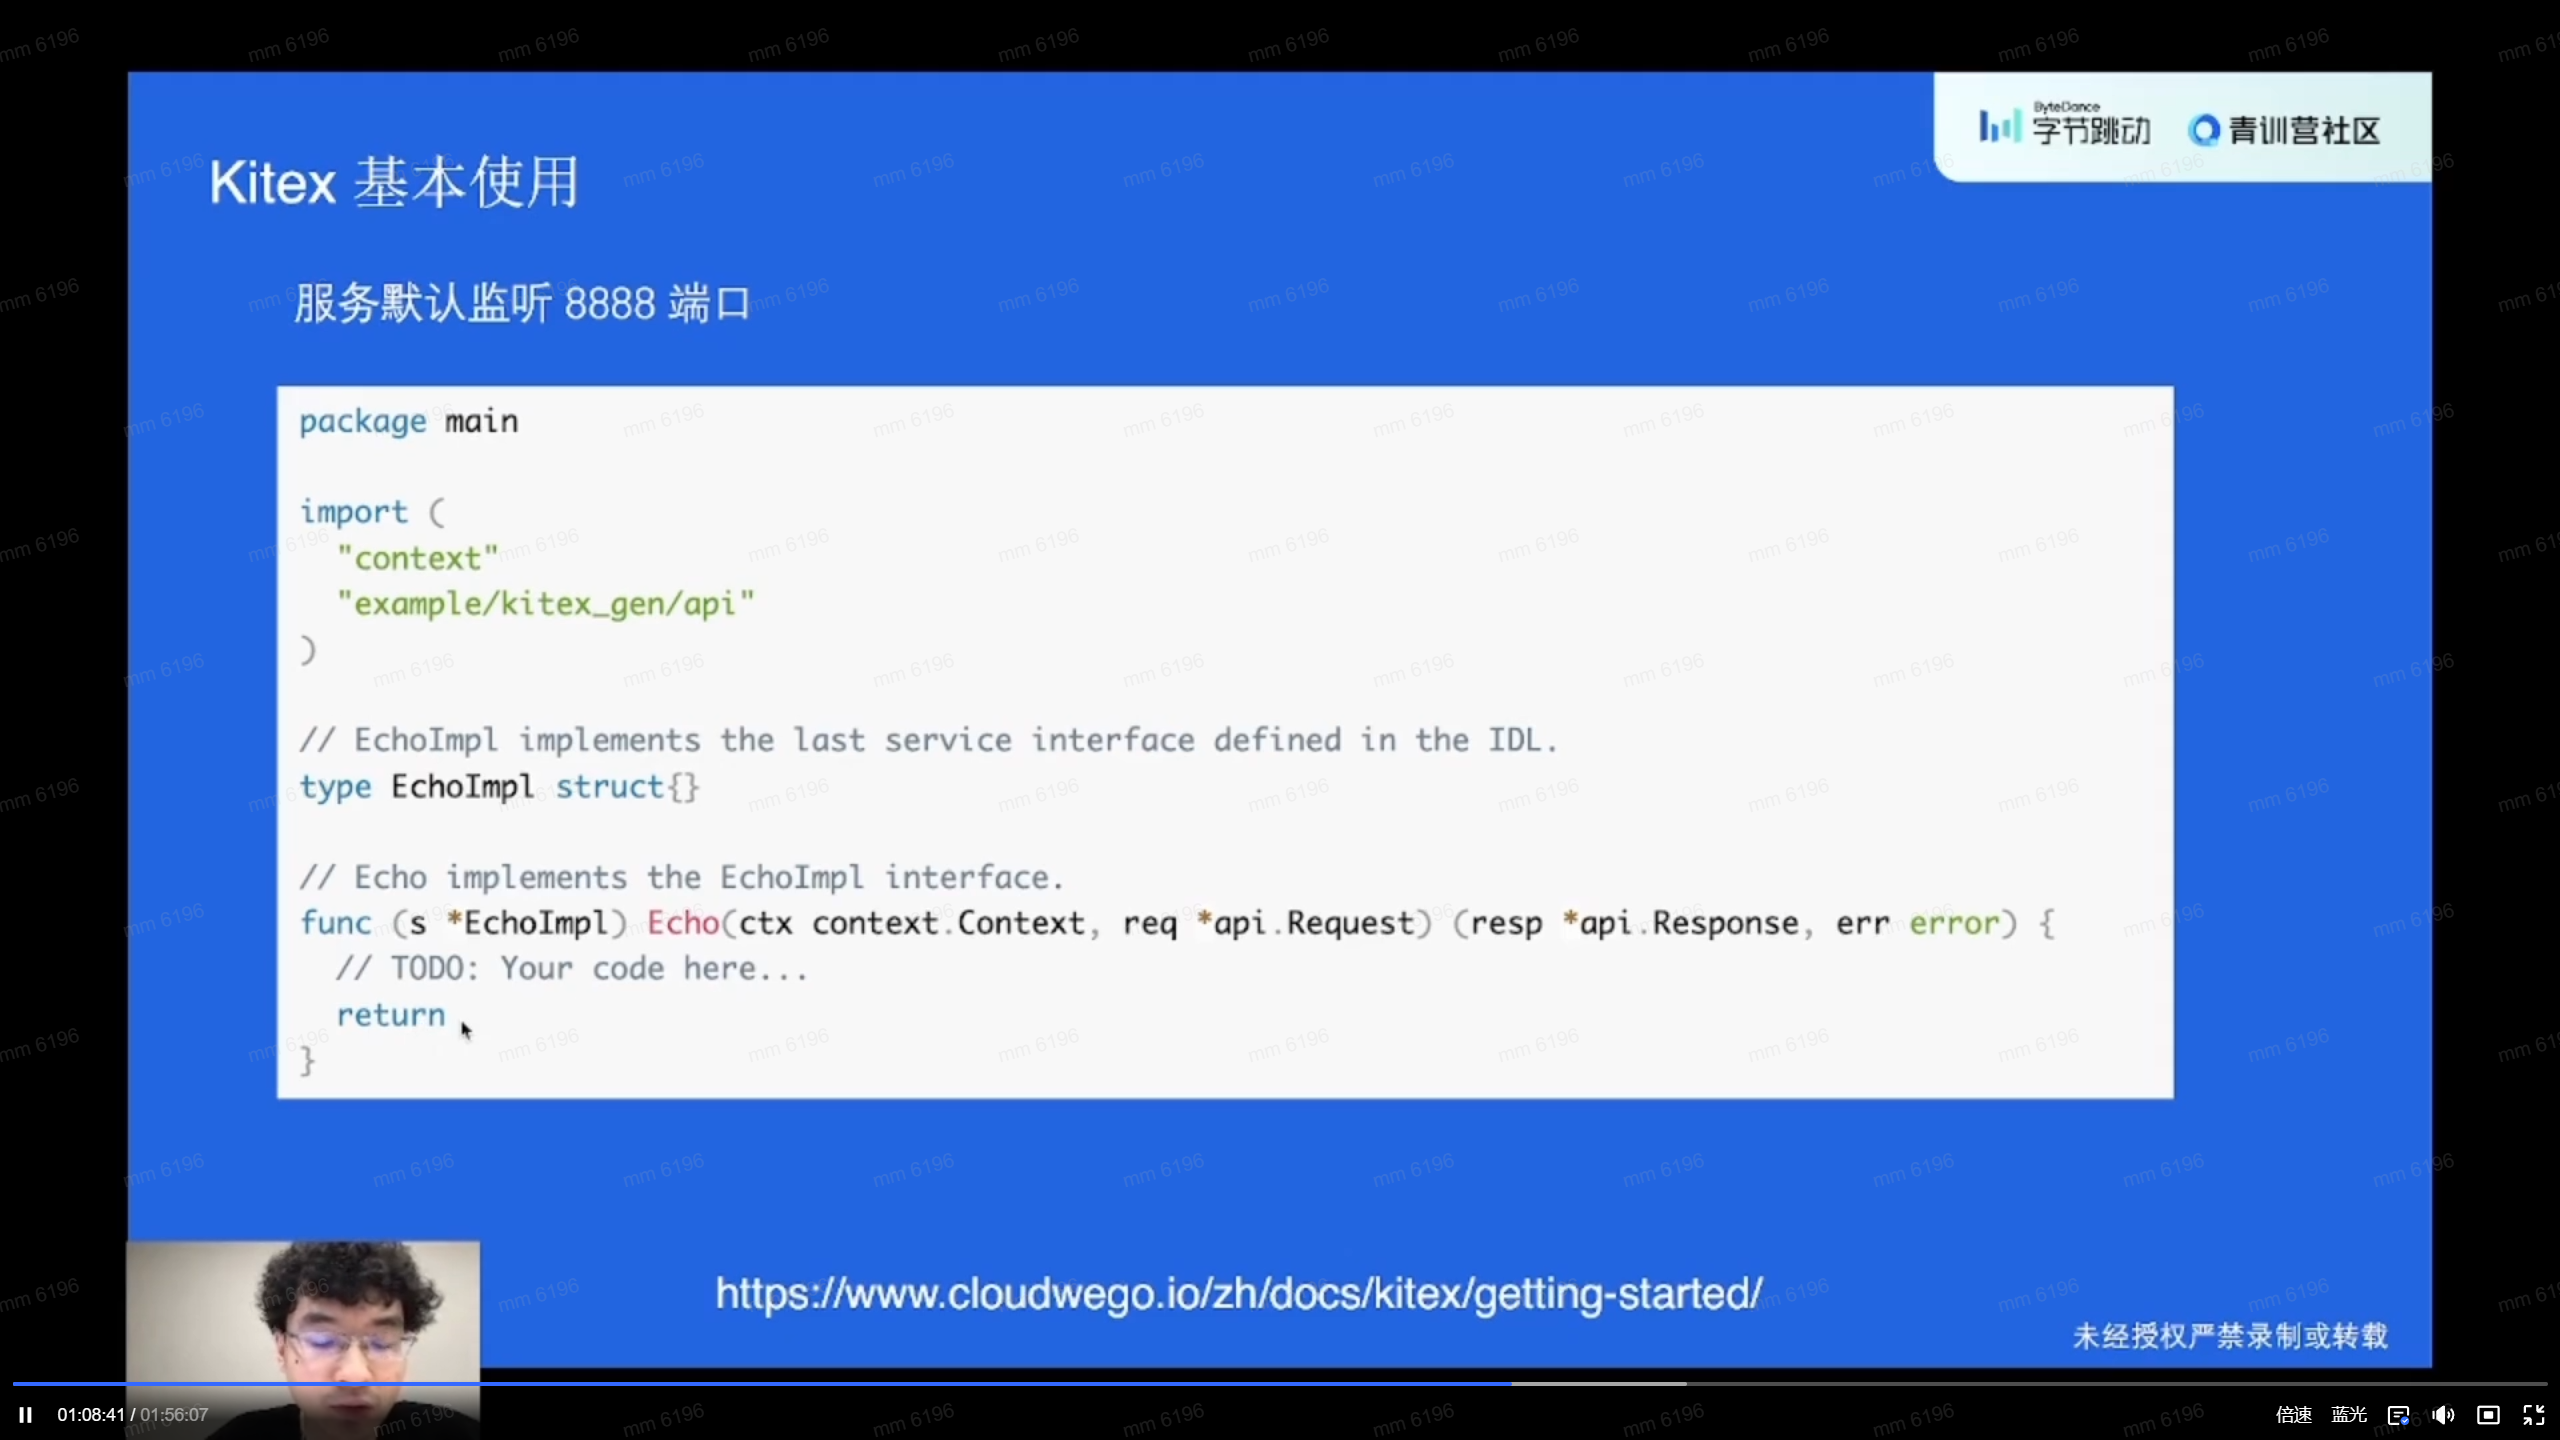 ByteDance
字节跳动 青训营社区
Kitex 基本使用
服务默认监听 8888 端口
package main
import (
"context"
"example/kitex_gen/api"
)
// EchoImpl implements the last service interface defined in the IDL.
type EchoImpl struct{}
// Echo implements the EchoImpl interface.
func (s *EchoImpl) Echo(ctx context.Context, req *api.Request) (resp *api.Response, err error) {
// TODO: Your code here...
return
}
https://www.cloudwego.io/zh/docs/kitex/getting-started/
未经授权严禁录制或转载
01:08:41 / 01:56:07
倍速 蓝光
mm 6196